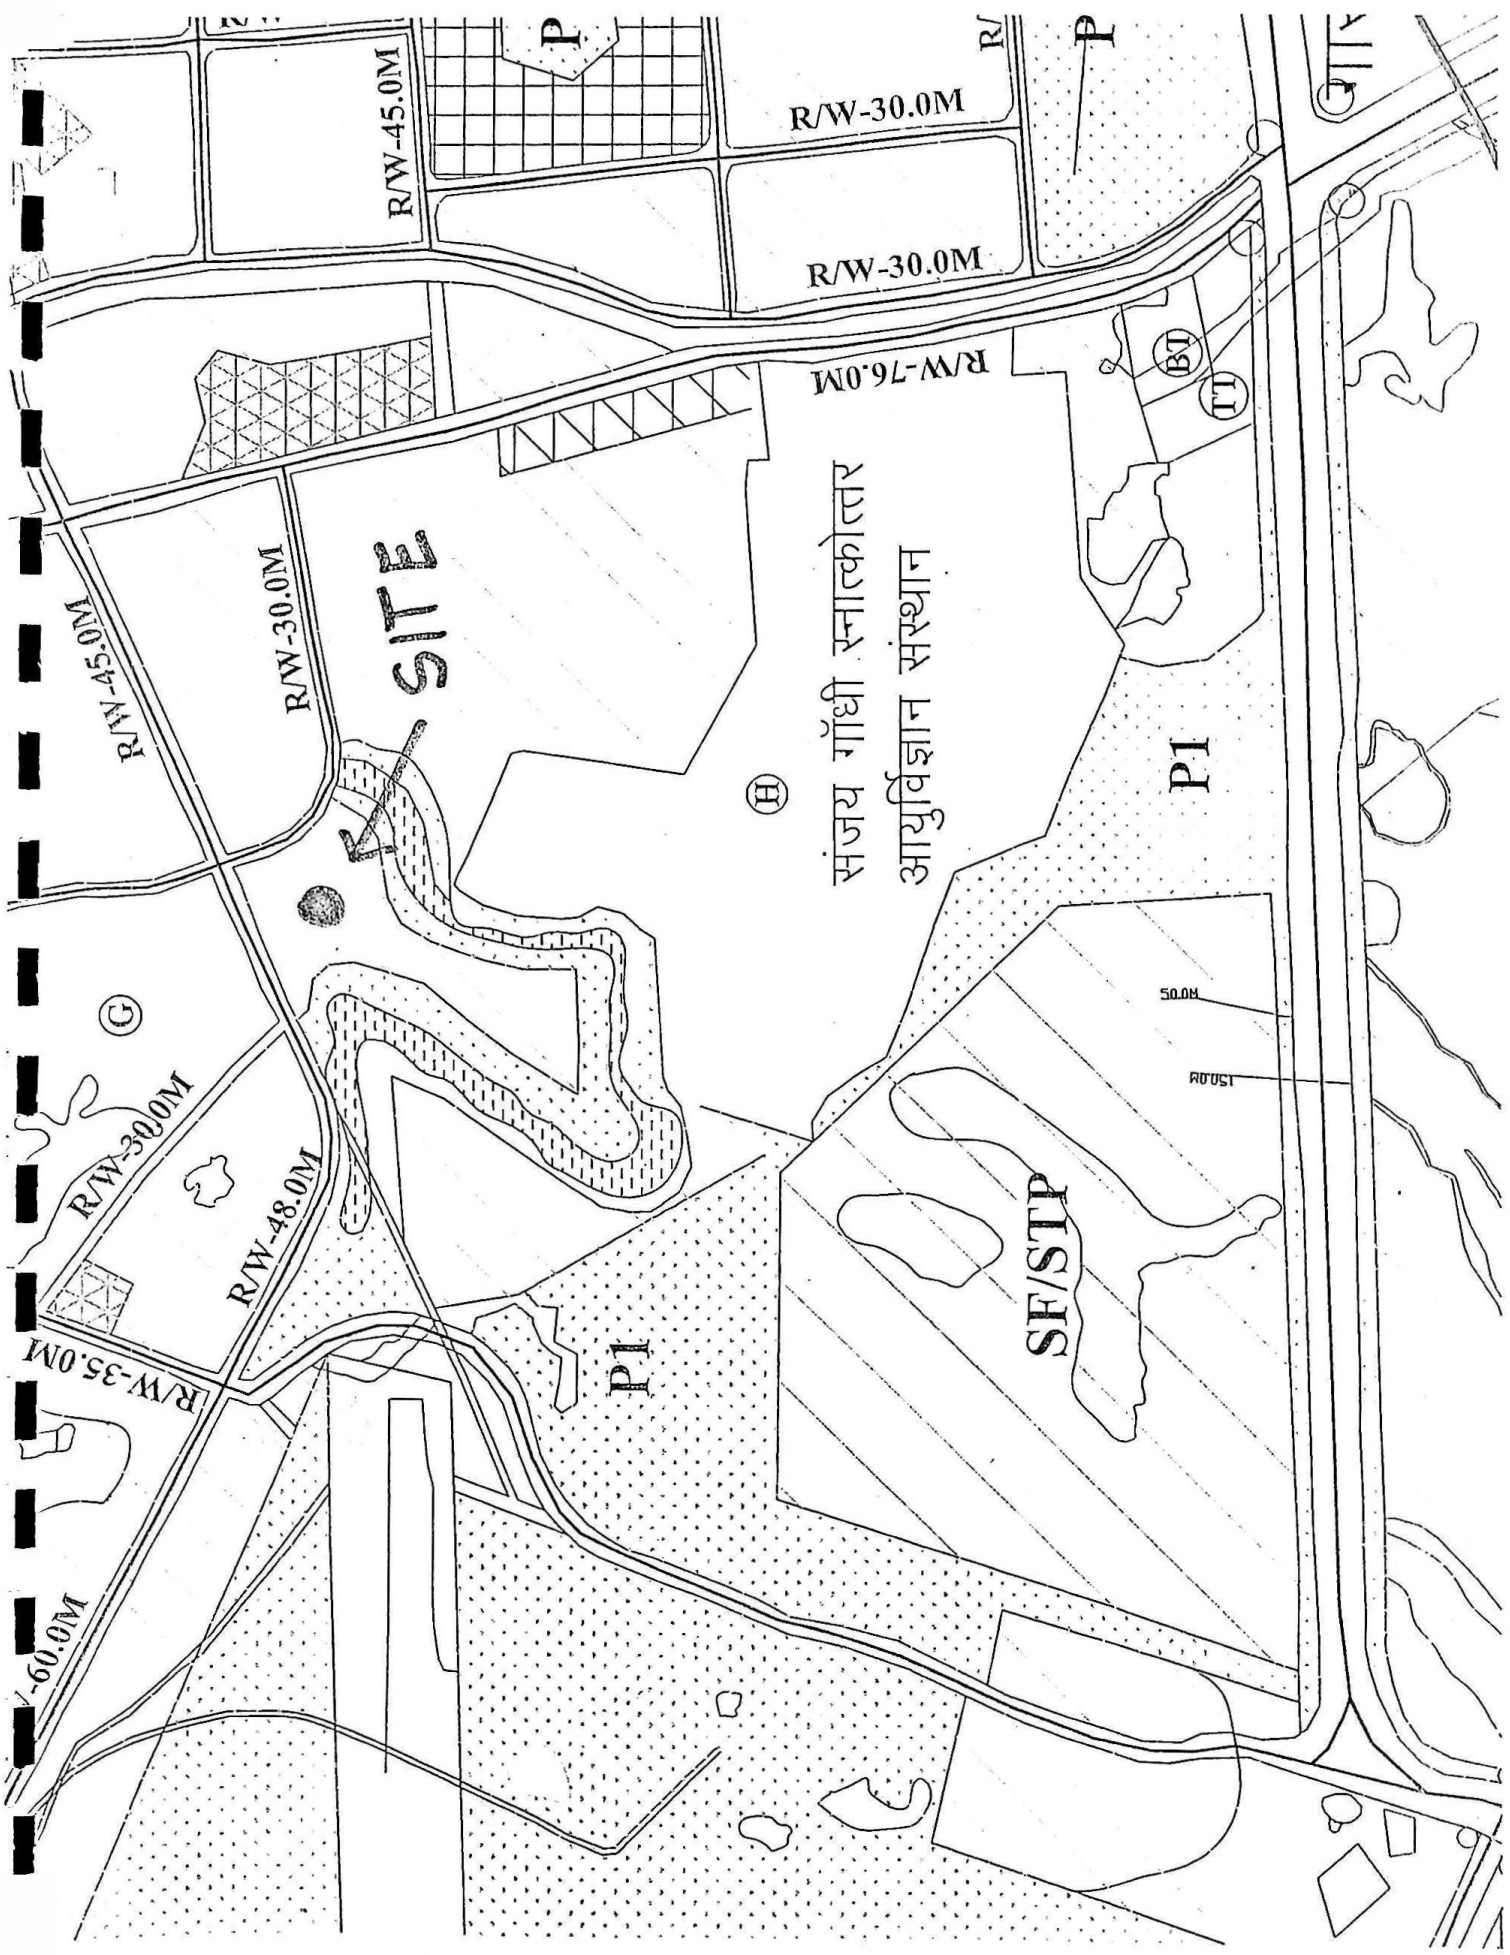 R/W-45.0M
P
R/W-30.0M
P
R/W-30.0M
R/W-76.0M
BT
TT
R/W-45.0M
R/W-30.0M
SITE
संजय गाँधी स्नात्कोत्तर
आयुर्विज्ञान संस्थान
H
P1
G
50.0M
150.0M
R/W-30.0M
R/W-48.0M
SF/STP
R/W-35.0M
P1
-60.0M